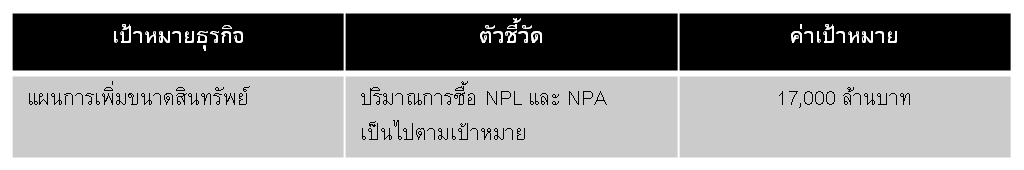 เป้าหมายธุรกิจ ตัวชี้วัด ค่าเป้าหมาย
แผนการเพิ่มขนาดสินทรัพย์ ปริมาณการซื้อ NPL และ NPA 17,000 ล้านบาท
เป็นไปตามเป้าหมาย